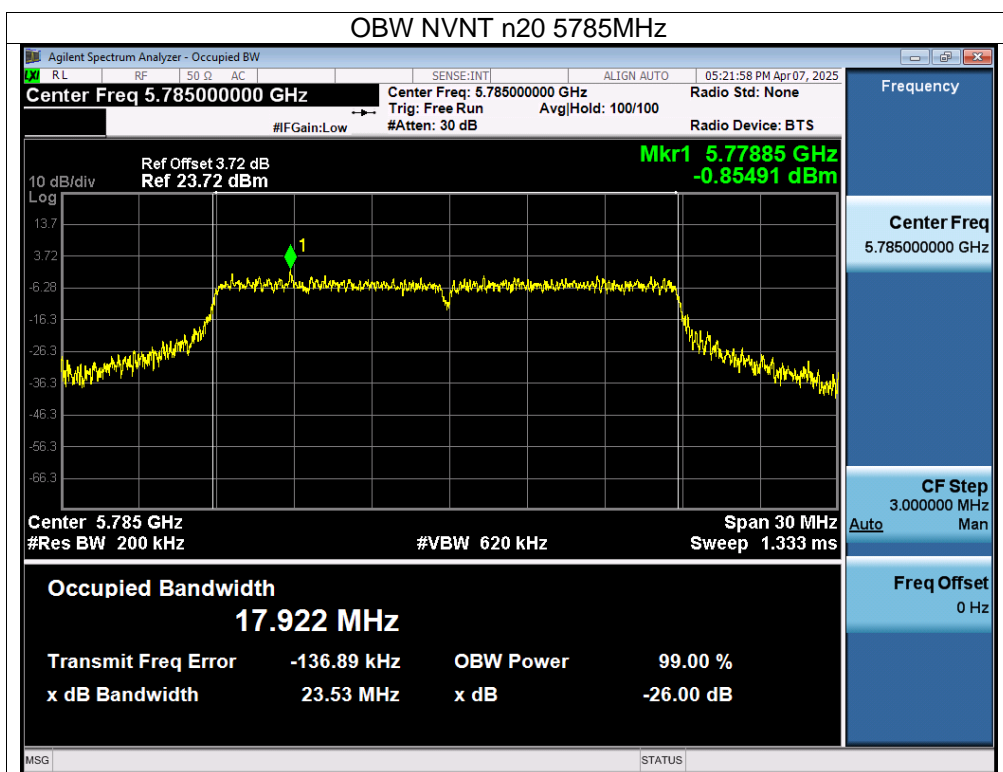 OBW NVNT n20 5785MHz
Agilent Spectrum Analyzer - Occupied BW
LXI RL RF 50 Ω AC SENSE:INT ALIGN AUTO 05:21:58 PM Apr 07, 2025
Center Freq 5.785000000 GHz
Center Freq: 5.785000000 GHz
Radio Std: None
Trig: Free Run Avg|Hold: 100/100
#IFGain:Low #Atten: 30 dB Radio Device: BTS
Frequency
Mkr1 5.77885 GHz
-0.85491 dBm
Ref Offset 3.72 dB
10 dB/div Ref 23.72 dBm
Log
13.7
3.72
-6.28
-16.3
-26.3
-36.3
-46.3
-56.3
-66.3
1
Center 5.785 GHz Span 30 MHz
#Res BW 200 kHz #VBW 620 kHz Sweep 1.333 ms
Center Freq
5.785000000 GHz
CF Step
3.000000 MHz
Auto Man
Freq Offset
0 Hz
Occupied Bandwidth
17.922 MHz
Transmit Freq Error -136.89 kHz OBW Power 99.00 %
x dB Bandwidth 23.53 MHz x dB -26.00 dB
MSG STATUS